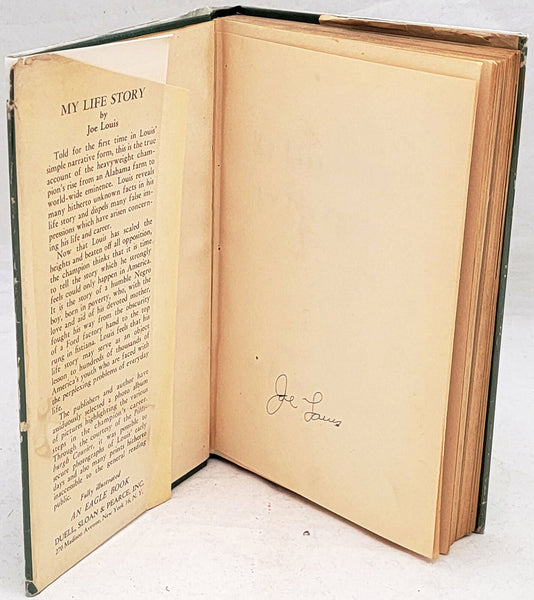 MY LIFE STORY
by
Joe Louis
Told for the first time in Louis'
simple narrative form, this is the true
account of the heavyweight cham-
pion's rise from an Alabama farm to
world-wide eminence. Louis reveals
many hitherto unknown facts in his
life story and dispels many false im-
pressions which have arisen concern-
ing his life and career.
Now that Louis has scaled the
heights and beaten off all opposition,
the champion thinks that it is time
to tell the story which he strongly
feels could only happen in America.
It is the story of a humble Negro
boy, born in poverty, who, with the
love and aid of his devoted mother,
fought his way from the obscurity
of a Ford factory hand to the top
rung in fistiana. Louis feels that his
life story may serve as an object
lesson to hundreds of thousands of
America's youth who are faced with
the perplexing problems of everyday
life.
The publishers and author have
assiduously selected a photo album
of pictures highlighting the various
steps in the champion's career.
Through the courtesy of the Pitts-
burgh Courier, it was possible to
secure photographs of Louis' early
days and also many prints hitherto
inaccessible to the general reading
public.
Fully illustrated
AN EAGLE BOOK
DUELL, SLOAN & PEARCE, INC.
270 Madison Avenue, New York 16, N. Y.
Joe Louis